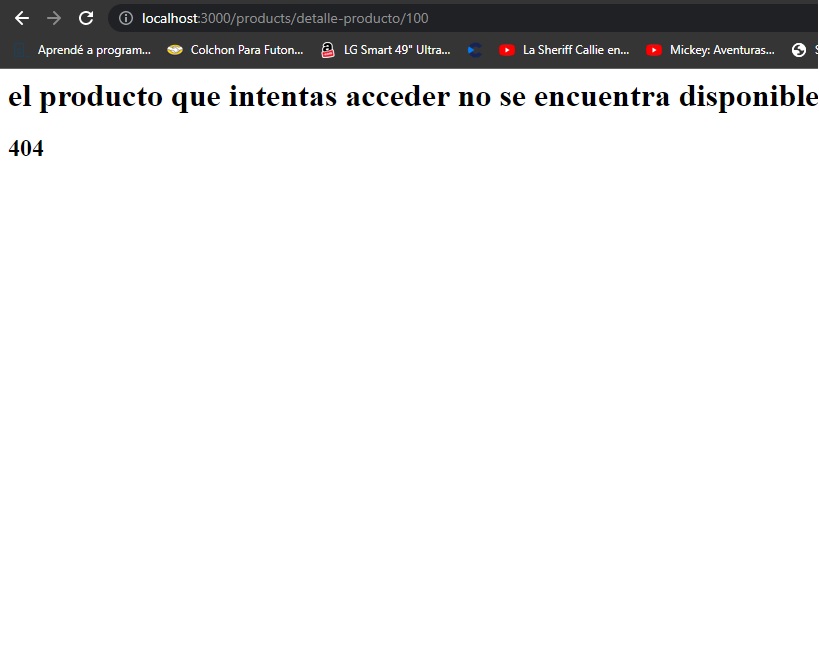 localhost:3000/products/detalle-producto/100
Aprendé a program... Colchon Para Futon... LG Smart 49" Ultra... La Sheriff Callie en... Mickey: Aventuras... S
el producto que intentas acceder no se encuentra disponible
404